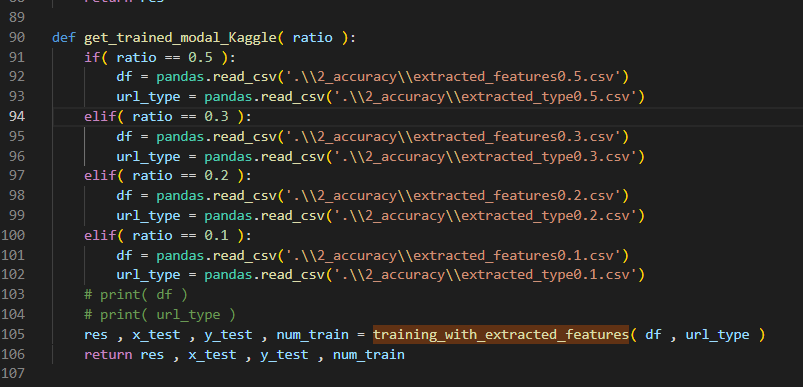 89
90 def get_trained_modal_Kaggle( ratio ):
91     if( ratio == 0.5 ):
92         df = pandas.read_csv('.\\2_accuracy\\extracted_features0.5.csv')
93         url_type = pandas.read_csv('.\\2_accuracy\\extracted_type0.5.csv')
94     elif( ratio == 0.3 ):
95         df = pandas.read_csv('.\\2_accuracy\\extracted_features0.3.csv')
96         url_type = pandas.read_csv('.\\2_accuracy\\extracted_type0.3.csv')
97     elif( ratio == 0.2 ):
98         df = pandas.read_csv('.\\2_accuracy\\extracted_features0.2.csv')
99         url_type = pandas.read_csv('.\\2_accuracy\\extracted_type0.2.csv')
100     elif( ratio == 0.1 ):
101         df = pandas.read_csv('.\\2_accuracy\\extracted_features0.1.csv')
102         url_type = pandas.read_csv('.\\2_accuracy\\extracted_type0.1.csv')
103     # print( df )
104     # print( url_type )
105     res , x_test , y_test , num_train = training_with_extracted_features( df , url_type )
106     return res , x_test , y_test , num_train
107